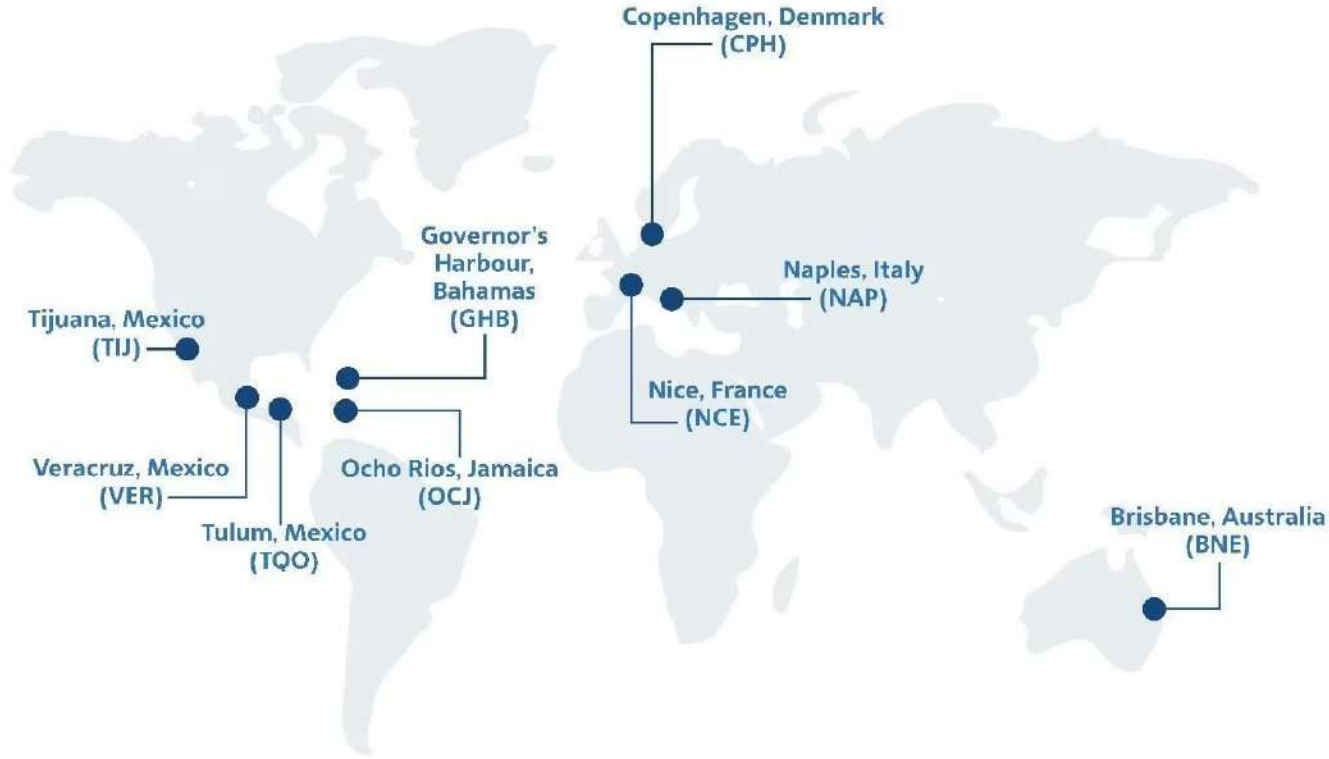 Copenhagen, Denmark
(CPH)
Governor's
Harbour,
Bahamas
(GHB)
Naples, Italy
(NAP)
Tijuana, Mexico
(TIJ)
Nice, France
(NCE)
Veracruz, Mexico
(VER)
Ocho Rios, Jamaica
(OCJ)
Tulum, Mexico
(TQO)
Brisbane, Australia
(BNE)